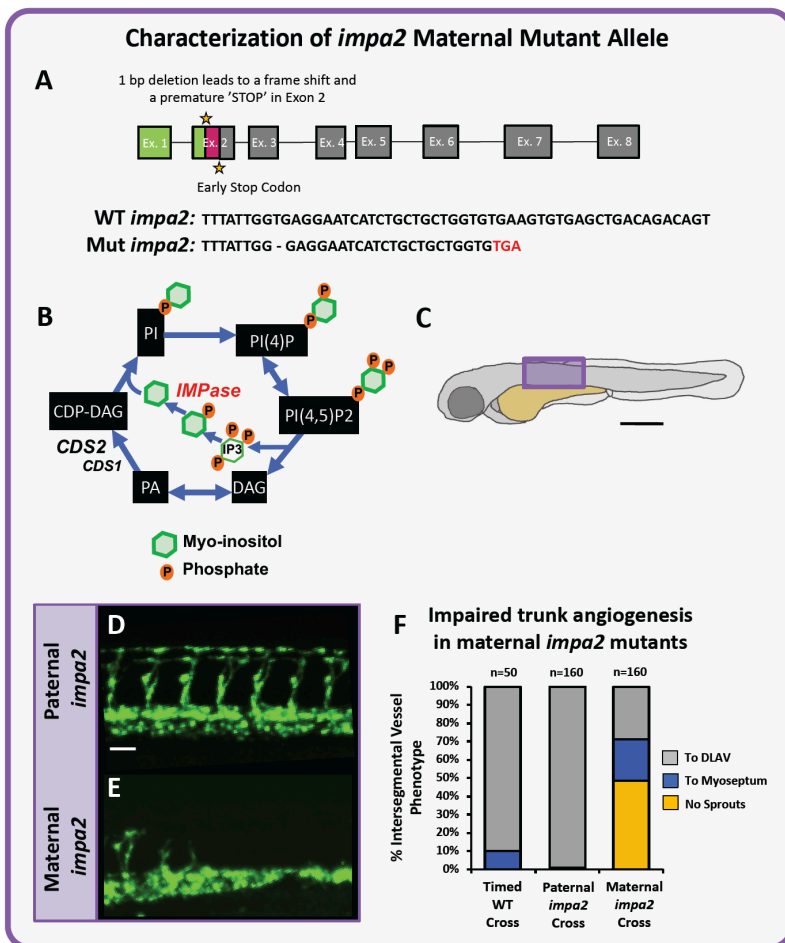 Characterization of impa2 Maternal Mutant Allele
A
1 bp deletion leads to a frame shift and
a premature 'STOP' in Exon 2
Ex. 1
Ex. 2
Ex. 3
Ex. 4
Ex. 5
Ex. 6
Ex. 7
Ex. 8
Early Stop Codon
WT impa2: TTTATTGGTGAGGAATCATCTGCTGCTGGTGTGAAGTGTGAGCTGACAGACAGT
Mut impa2: TTTATTGG - GAGGAATCATCTGCTGCTGGTGTGA
B
P
PI
P
P
PI(4)P
P
P
P
PI(4,5)P2
IMPase
P
P
P
P
IP3
CDP-DAG
CDS2
CDS1
PA
DAG
Myo-inositol
P Phosphate
C
Paternal
impa2
D
Maternal
impa2
E
F
Impaired trunk angiogenesis
in maternal impa2 mutants
n=50
n=160
n=160
% Intersegmental Vessel
Phenotype
100%
90%
80%
70%
60%
50%
40%
30%
20%
10%
0%
To DLAV
To Myoseptum
No Sprouts
Timed
WT
Cross
Paternal
impa2
Cross
Maternal
impa2
Cross